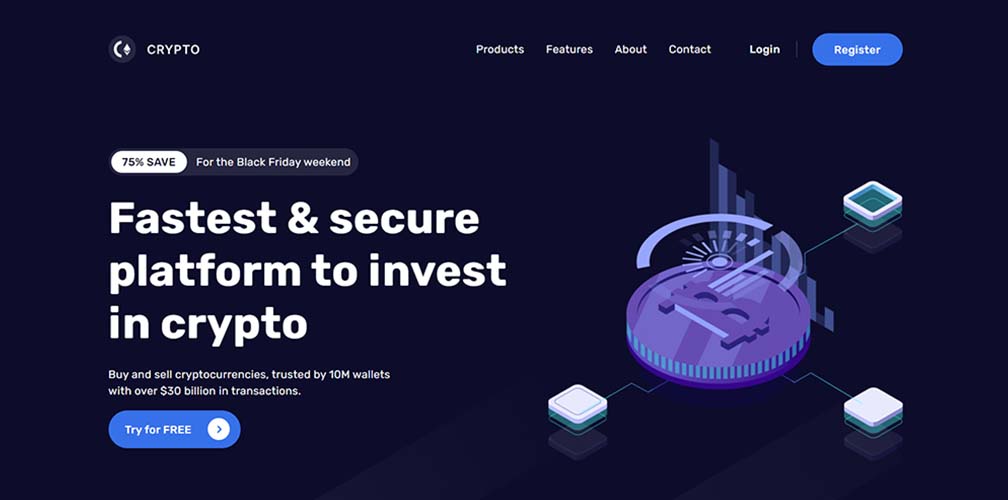 CRYPTO
Products
Features
About
Contact
Login
Register
75% SAVE
For the Black Friday weekend
Fastest & secure
platform to invest
in crypto
Buy and sell cryptocurrencies, trusted by 10M wallets
with over $30 billion in transactions.
Try for FREE